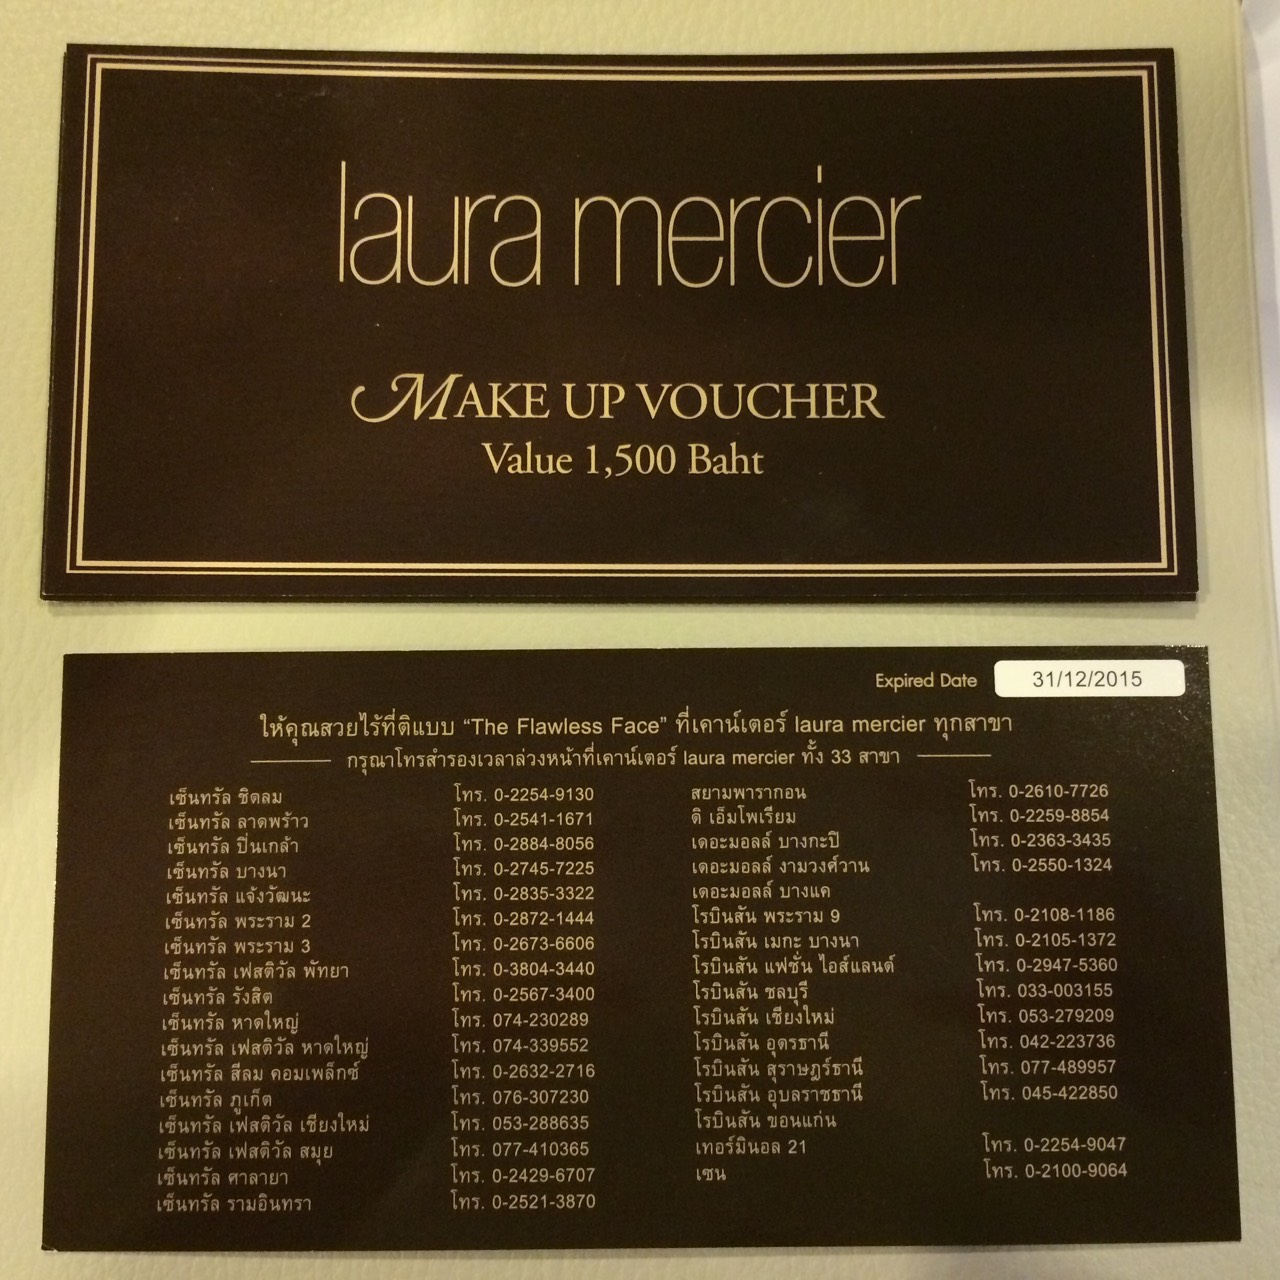 laura mercier
MAKE UP VOUCHER
Value 1,500 Baht
Expired Date 31/12/2015
ให้คุณสวยไร้ที่ติแบบ “The Flawless Face” ที่เคาน์เตอร์ laura mercier ทุกสาขา
กรุณาโทรสำรองเวลาล่วงหน้าที่เคาน์เตอร์ laura mercier ทั้ง 33 สาขา
เซ็นทรัล ชิดลม โทร. 0-2254-9130
เซ็นทรัล ลาดพร้าว โทร. 0-2541-1671
เซ็นทรัล ปิ่นเกล้า โทร. 0-2884-8056
เซ็นทรัล บางนา โทร. 0-2745-7225
เซ็นทรัล แจ้งวัฒนะ โทร. 0-2835-3322
เซ็นทรัล พระราม 2 โทร. 0-2872-1444
เซ็นทรัล พระราม 3 โทร. 0-2673-6606
เซ็นทรัล เฟสติวัล พัทยา โทร. 0-3804-3440
เซ็นทรัล รังสิต โทร. 0-2567-3400
เซ็นทรัล หาดใหญ่ โทร. 074-230289
เซ็นทรัล เฟสติวัล หาดใหญ่ โทร. 074-339552
เซ็นทรัล สีลม คอมเพล็กซ์ โทร. 0-2632-2716
เซ็นทรัล ภูเก็ต โทร. 076-307230
เซ็นทรัล เฟสติวัล เชียงใหม่ โทร. 053-288635
เซ็นทรัล เฟสติวัล สมุย โทร. 077-410365
เซ็นทรัล ศาลายา โทร. 0-2429-6707
เซ็นทรัล รามอินทรา โทร. 0-2521-3870
สยามพารากอน โทร. 0-2610-7726
ดิ เอ็มโพเรียม โทร. 0-2259-8854
เดอะมอลล์ บางกะปิ โทร. 0-2363-3435
เดอะมอลล์ งามวงศ์วาน โทร. 0-2550-1324
เดอะมอลล์ บางแค
โรบินสัน พระราม 9 โทร. 0-2108-1186
โรบินสัน เมกะ บางนา โทร. 0-2105-1372
โรบินสัน แฟชั่น ไอส์แลนด์ โทร. 0-2947-5360
โรบินสัน ชลบุรี โทร. 033-003155
โรบินสัน เชียงใหม่ โทร. 053-279209
โรบินสัน อุดรธานี โทร. 042-223736
โรบินสัน สุราษฎร์ธานี โทร. 077-489957
โรบินสัน อุบลราชธานี โทร. 045-422850
โรบินสัน ขอนแก่น
เทอร์มินอล 21 โทร. 0-2254-9047
เซน โทร. 0-2100-9064